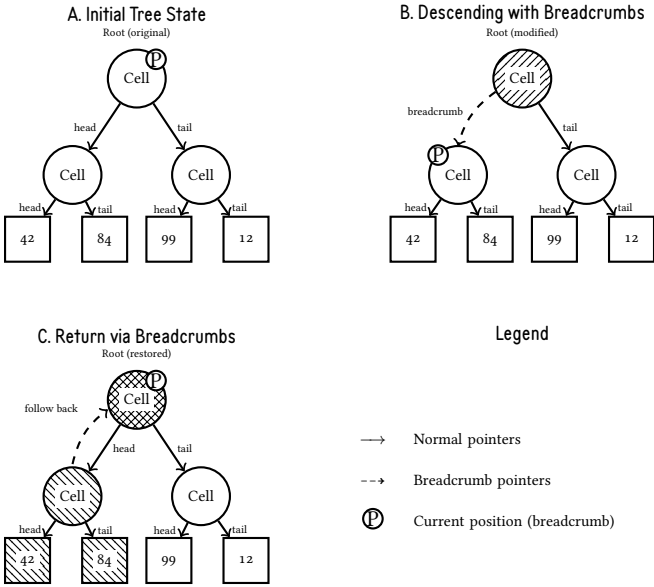 A. Initial Tree State
Root (original)
P
Cell
head
tail
Cell
Cell
head
tail
head
tail
42
84
99
12
B. Descending with Breadcrumbs
Root (modified)
Cell
breadcrumb
tail
P
Cell
Cell
head
tail
head
tail
42
84
99
12
C. Return via Breadcrumbs
Root (restored)
P
Cell
follow back
head
tail
Cell
Cell
head
tail
head
tail
42
84
99
12
Legend
Normal pointers
Breadcrumb pointers
P Current position (breadcrumb)